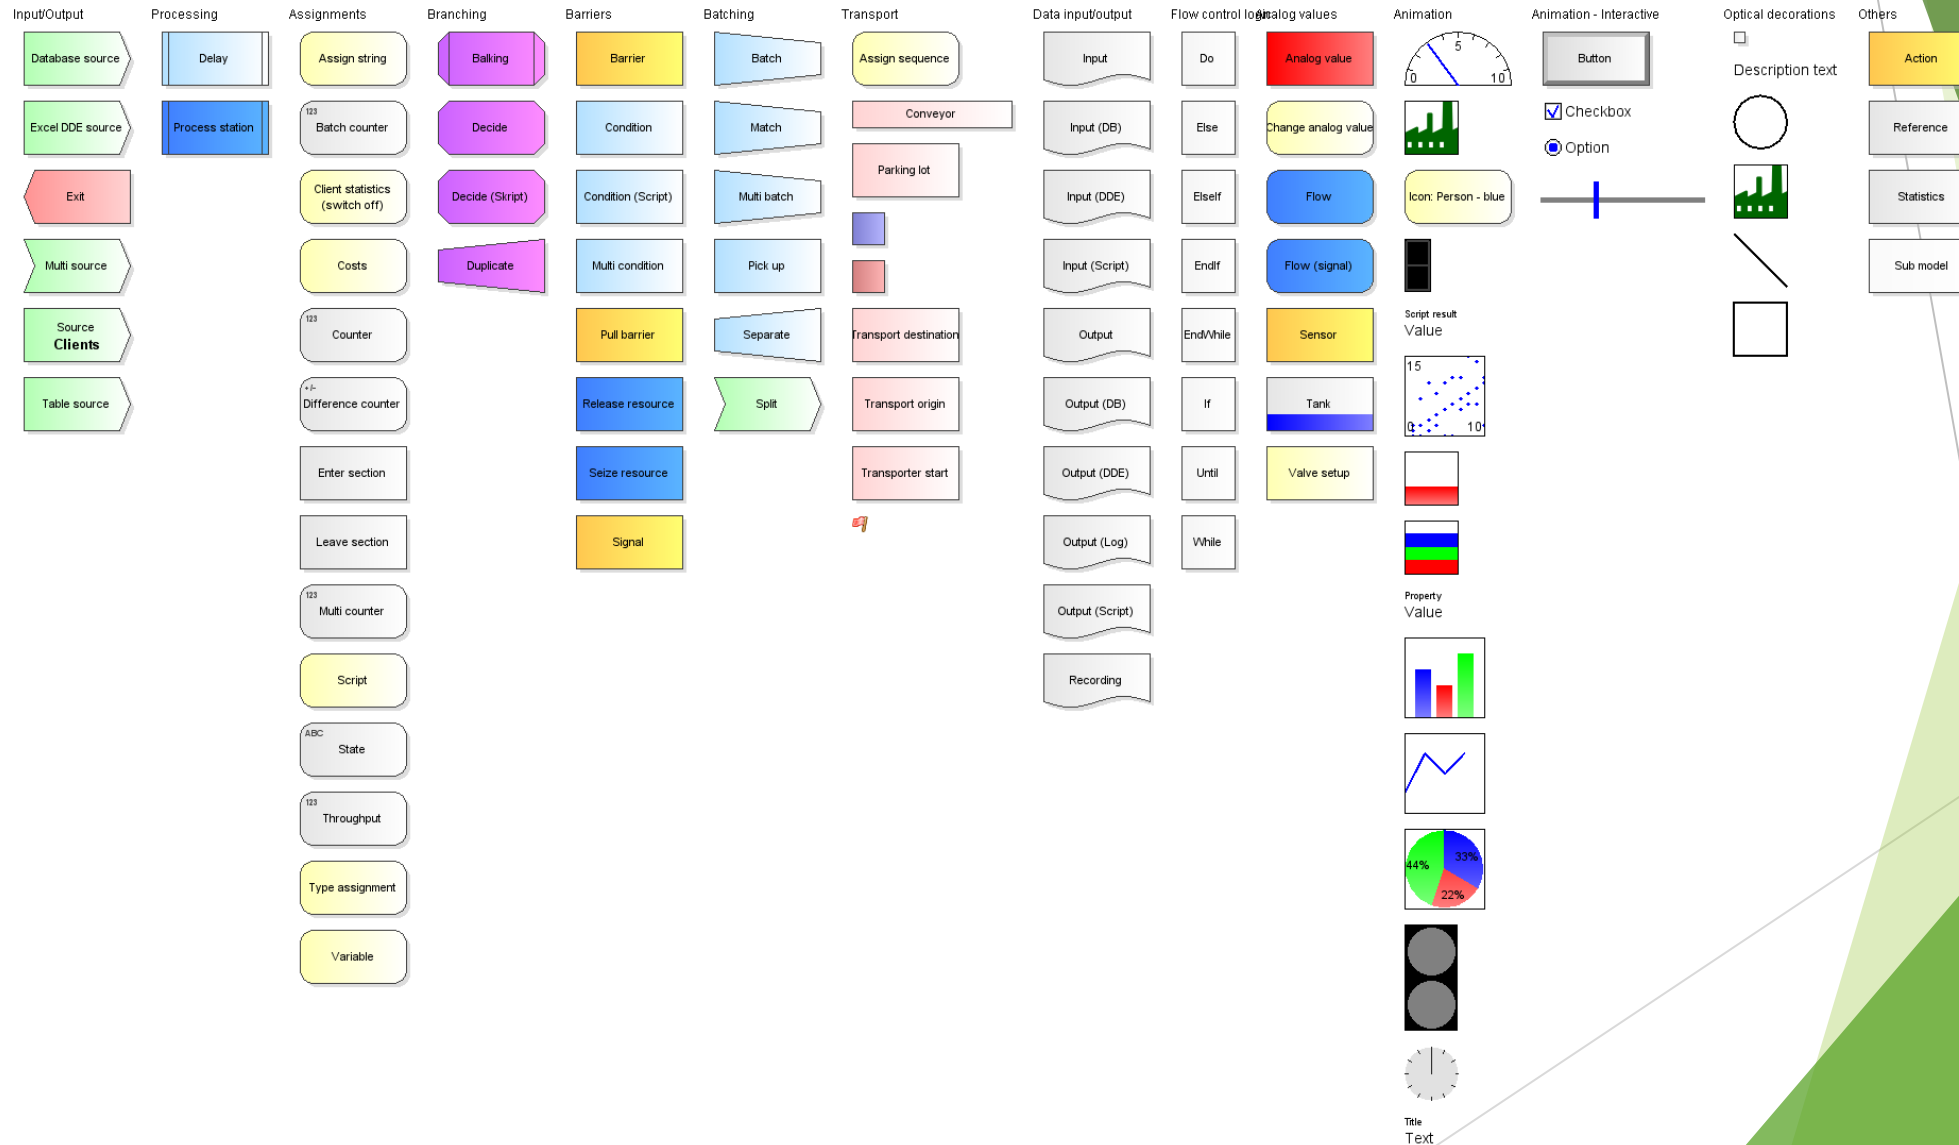 Input/Output
Database source
Excel DDE source
Exit
Multi source
Source
Clients
Table source
Processing
Delay
Process station
Assignments
Assign string
123
Batch counter
Client statistics
(switch off)
Costs
123
Counter
+/-
Difference counter
Enter section
Leave section
123
Multi counter
Script
ABC
State
123
Throughput
Type assignment
Variable
Branching
Balking
Decide
Decide (Skript)
Duplicate
Barriers
Barrier
Condition
Condition (Script)
Multi condition
Pull barrier
Release resource
Seize resource
Signal
Batching
Batch
Match
Multi batch
Pick up
Separate
Split
Transport
Assign sequence
Conveyor
Parking lot
Transport destination
Transport origin
Transporter start
Data input/output
Input
Input (DB)
Input (DDE)
Input (Script)
Output
Output (DB)
Output (DDE)
Output (Log)
Output (Script)
Recording
Flow control logic
Do
Else
ElseIf
EndIf
EndWhile
If
Until
While
Analog values
Analog value
Change analog value
Flow
Flow (signal)
Sensor
Tank
Valve setup
Animation
0 5 10
Icon: Person - blue
Script result
Value
15
0 10
Property
Value
44% 33%
22%
Title
Text
Animation - Interactive
Button
Checkbox
Option
Optical decorations
Description text
Others
Action
Reference
Statistics
Sub model